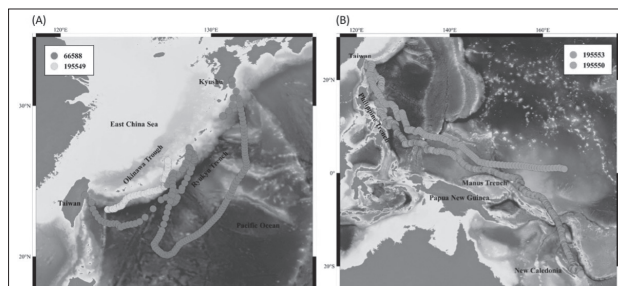 (A)
120°E
130°E
66588
195549
Kyushu
30°N
East China Sea
Okinawa Trough
Ryukyu Trench
Taiwan
Pacific Ocean
20°N
(B)
120°E
140°E
160°E
Taiwan
195553
195550
20°N
Philippine Trench
0°
Manus Trench
Papua New Guinea
20°S
New Caledonia